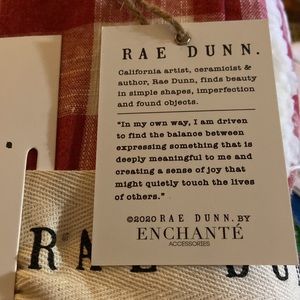 RAE DUNN.
California artist, ceramicist &
author, Rae Dunn, finds beauty
in simple shapes, imperfection
and found objects.
"In my own way, I am driven
to find the balance between
expressing something that is
deeply meaningful to me and
creating a sense of joy that
might quietly touch the lives
of others."
©2020 RAE DUNN. BY
ENCHANTÉ
ACCESSORIES
RAE DU